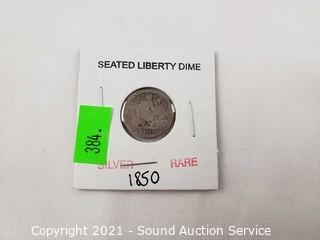 SEATED LIBERTY DIME
384.
SILVER RARE
1850
Copyright 2021 - Sound Auction Service